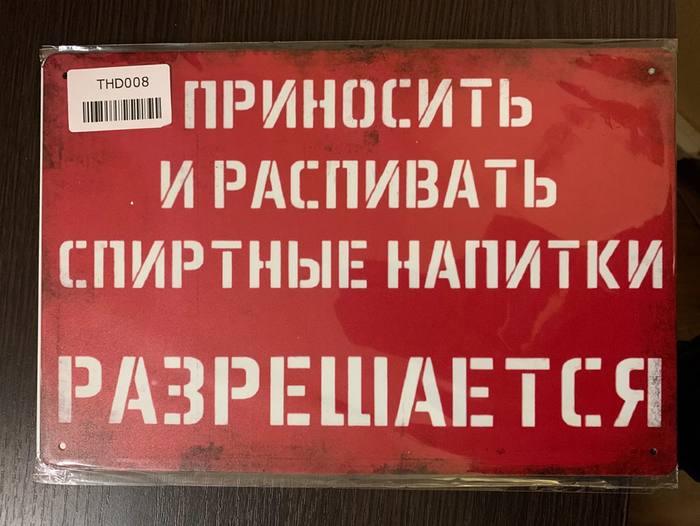 THD008
ПРИНОСИТЬ
И РАСПИВАТЬ
СПИРТНЫЕ НАПИТКИ
РАЗРЕШАЕТСЯ